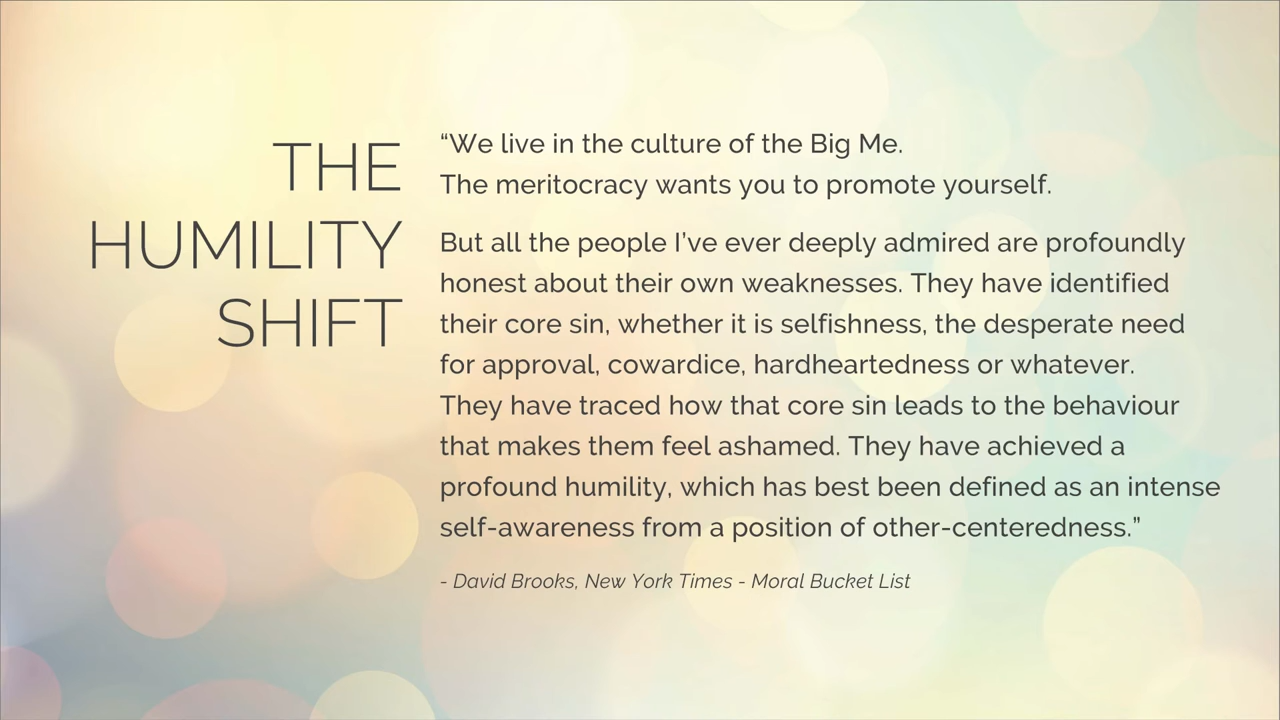 THE
HUMILITY
SHIFT
“We live in the culture of the Big Me.
The meritocracy wants you to promote yourself.
But all the people I’ve ever deeply admired are profoundly
honest about their own weaknesses. They have identified
their core sin, whether it is selfishness, the desperate need
for approval, cowardice, hardheartedness or whatever.
They have traced how that core sin leads to the behaviour
that makes them feel ashamed. They have achieved a
profound humility, which has best been defined as an intense
self-awareness from a position of other-centeredness.”
- David Brooks, New York Times - Moral Bucket List